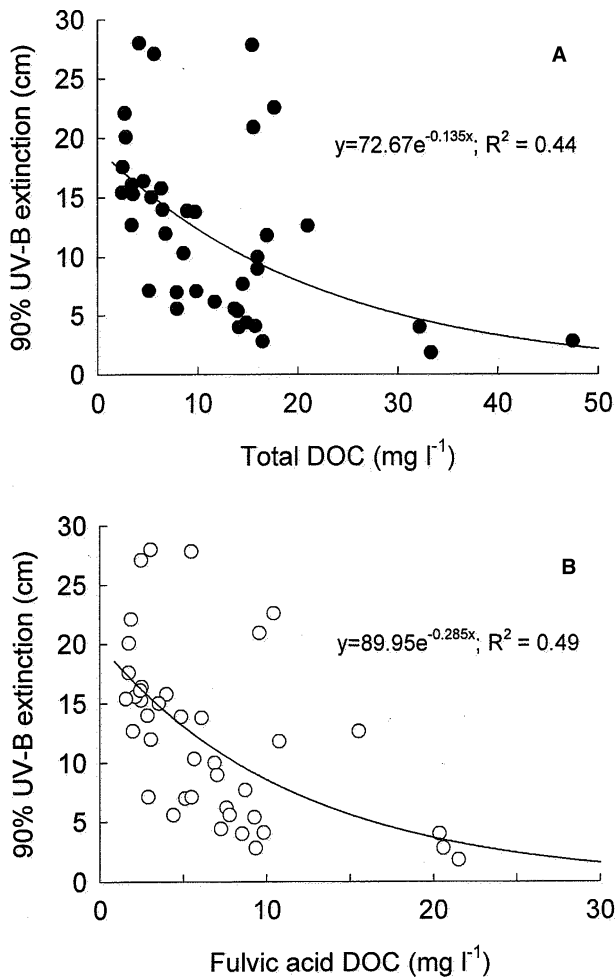 A
90% UV-B extinction (cm)
30
25
20
15
10
5
0
y=72.67e^-0.135x; R² = 0.44
0 10 20 30 40 50
Total DOC (mg l⁻¹)
B
90% UV-B extinction (cm)
30
25
20
15
10
5
0
y=89.95e^-0.285x; R² = 0.49
0 10 20 30
Fulvic acid DOC (mg l⁻¹)